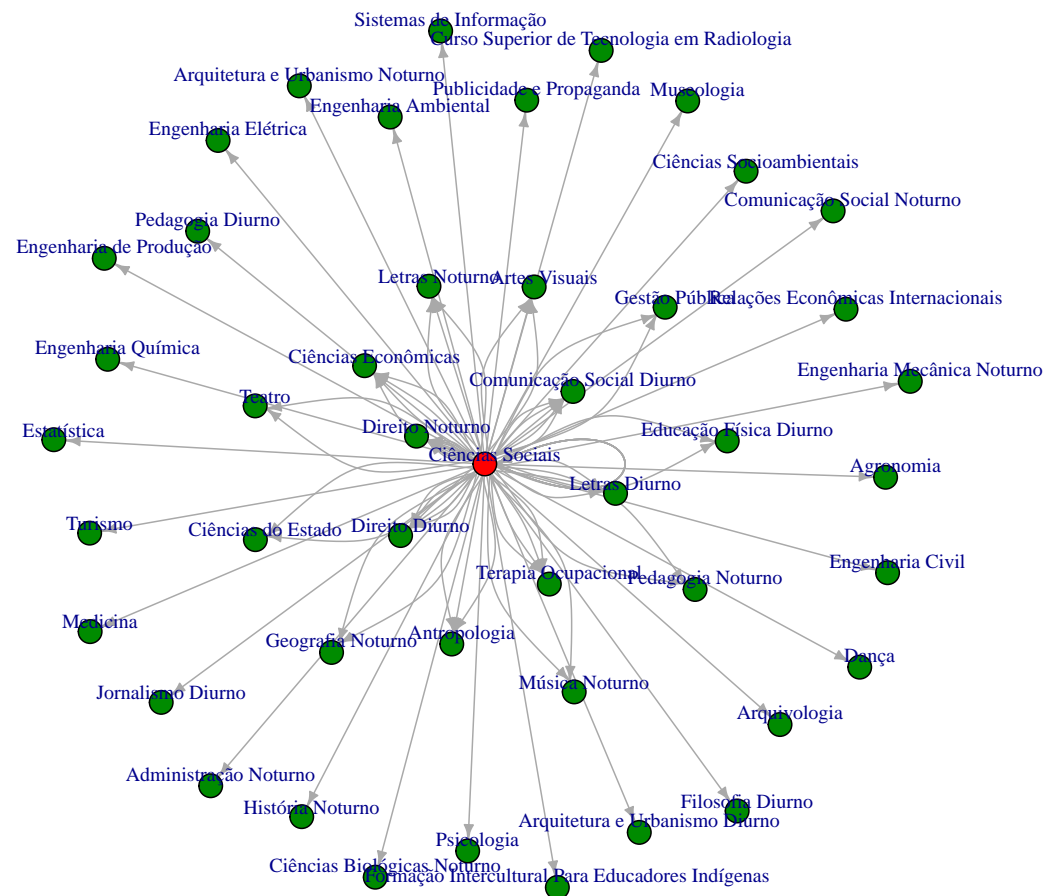 Sistemas de Informação
Curso Superior de Tecnologia em Radiologia
Arquitetura e Urbanismo Noturno
Publicidade e Propaganda
Museologia
Engenharia Ambiental
Engenharia Elétrica
Ciências Socioambientais
Comunicação Social Noturno
Pedagogia Diurno
Engenharia de Produção
Letras Noturno
Artes Visuais
Gestão Pública
Relações Econômicas Internacionais
Engenharia Química
Ciências Econômicas
Comunicação Social Diurno
Engenharia Mecânica Noturno
Teatro
Estatística
Direito Noturno
Educação Física Diurno
Ciências Sociais
Agronomia
Letras Diurno
Turismo
Ciências do Estado
Direito Diurno
Engenharia Civil
Terapia Ocupacional
Pedagogia Noturno
Medicina
Geografia Noturno
Antropologia
Dança
Jornalismo Diurno
Música Noturno
Arquivologia
Administração Noturno
História Noturno
Filosofia Diurno
Arquitetura e Urbanismo Diurno
Psicologia
Ciências Biológicas Noturno
Formação Intercultural Para Educadores Indígenas